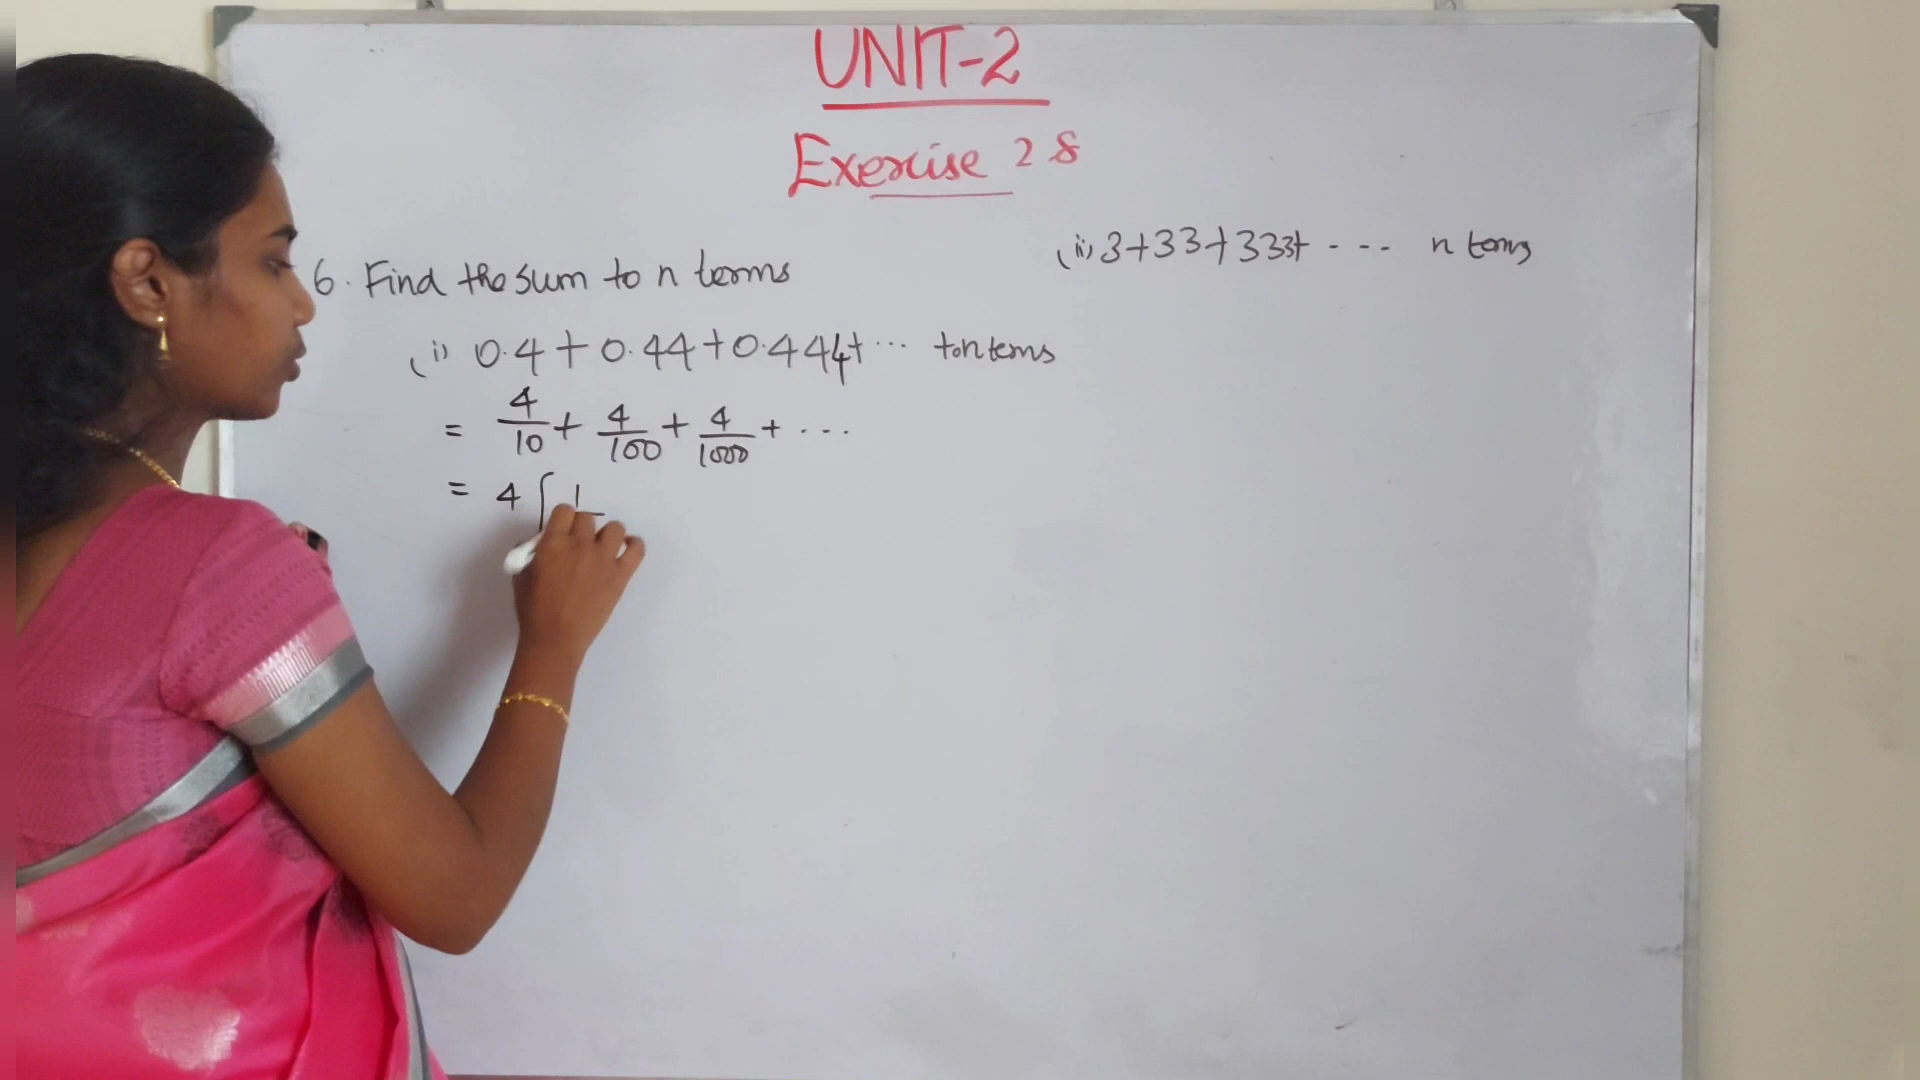 UNIT-2
Exercise 2 8
6. Find the sum to n terms
(i) 0.4 + 0.44 + 0.444+ ... to n terms
= 4/10 + 4/100 + 4/1000 + ...
= 4 [ 1
(ii) 3+33+333+ .... n terms